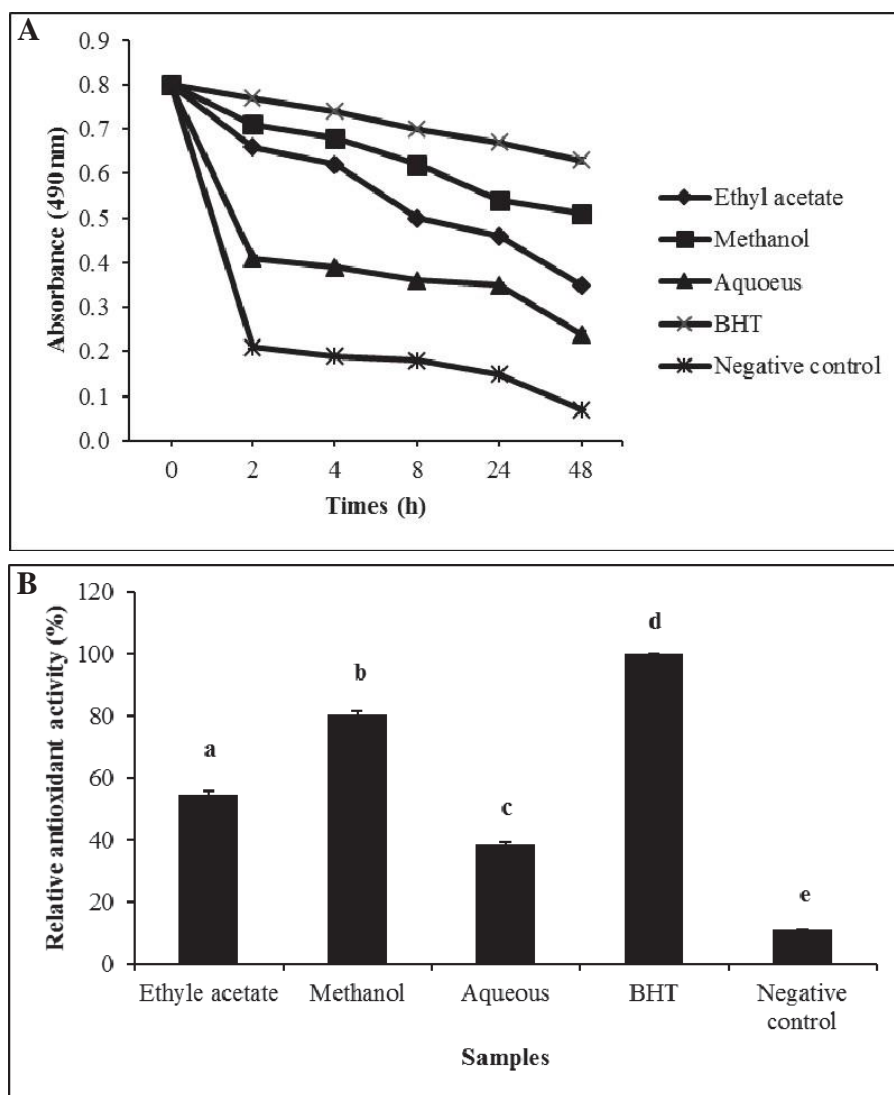 A
Absorbance (490 nm)
0.9
0.8
0.7
0.6
0.5
0.4
0.3
0.2
0.1
0.0
0 2 4 8 24 48
Times (h)
Ethyl acetate
Methanol
Aquoeus
BHT
Negative control
B
Relative antioxidant activity (%)
120
100
80
60
40
20
0
a
b
c
d
e
Ethyle acetate Methanol Aqueous BHT Negative
control
Samples